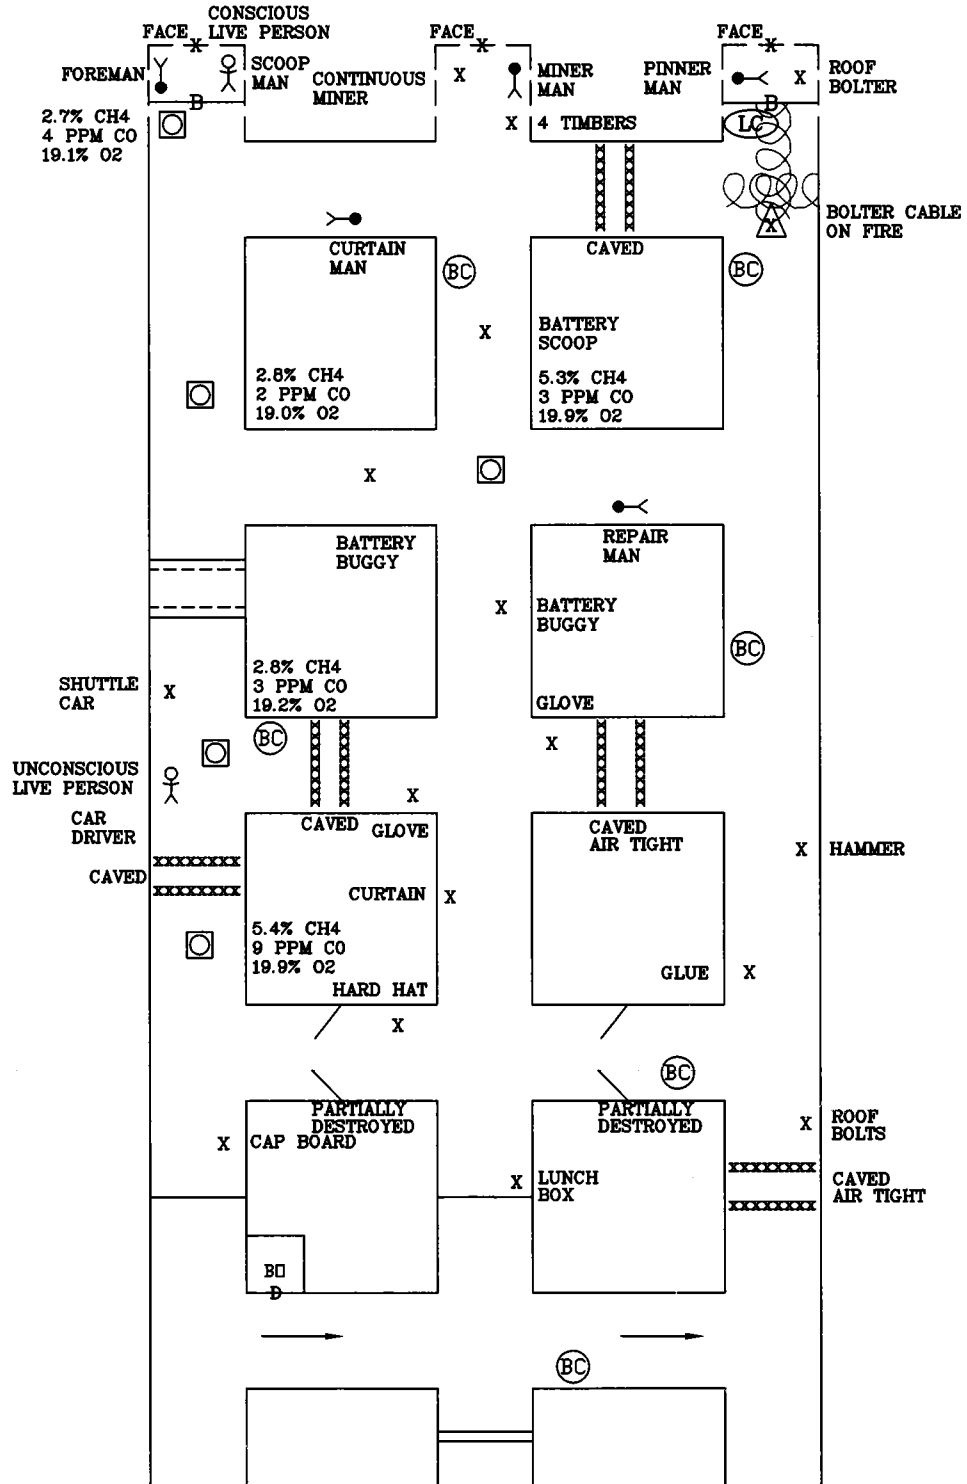 CONSCIOUS
LIVE PERSON
FACE
X
FACE
X
FACE
X
FOREMAN
SCOOP
MAN
CONTINUOUS
MINER
X
MINER
MAN
PINNER
MAN
X
ROOF
BOLTER
B
B
2.7% CH4
4 PPM CO
19.1% O2
X
4 TIMBERS
LC
BOLTER CABLE
ON FIRE
X
CURTAIN
MAN
BC
CAVED
BC
X
BATTERY
SCOOP
2.8% CH4
2 PPM CO
19.0% O2
5.3% CH4
3 PPM CO
19.9% O2
X
BATTERY
BUGGY
REPAIR
MAN
X
BATTERY
BUGGY
BC
2.8% CH4
3 PPM CO
19.2% O2
SHUTTLE
CAR
X
GLOVE
BC
X
UNCONSCIOUS
LIVE PERSON
CAR
DRIVER
X
CAVED
GLOVE
CAVED
AIR TIGHT
X
HAMMER
CAVED
CURTAIN
X
5.4% CH4
9 PPM CO
19.9% O2
HARD HAT
X
GLUE
X
BC
PARTIALLY
DESTROYED
PARTIALLY
DESTROYED
X
CAP BOARD
X
ROOF
BOLTS
X
LUNCH
BOX
CAVED
AIR TIGHT
B
D
BC